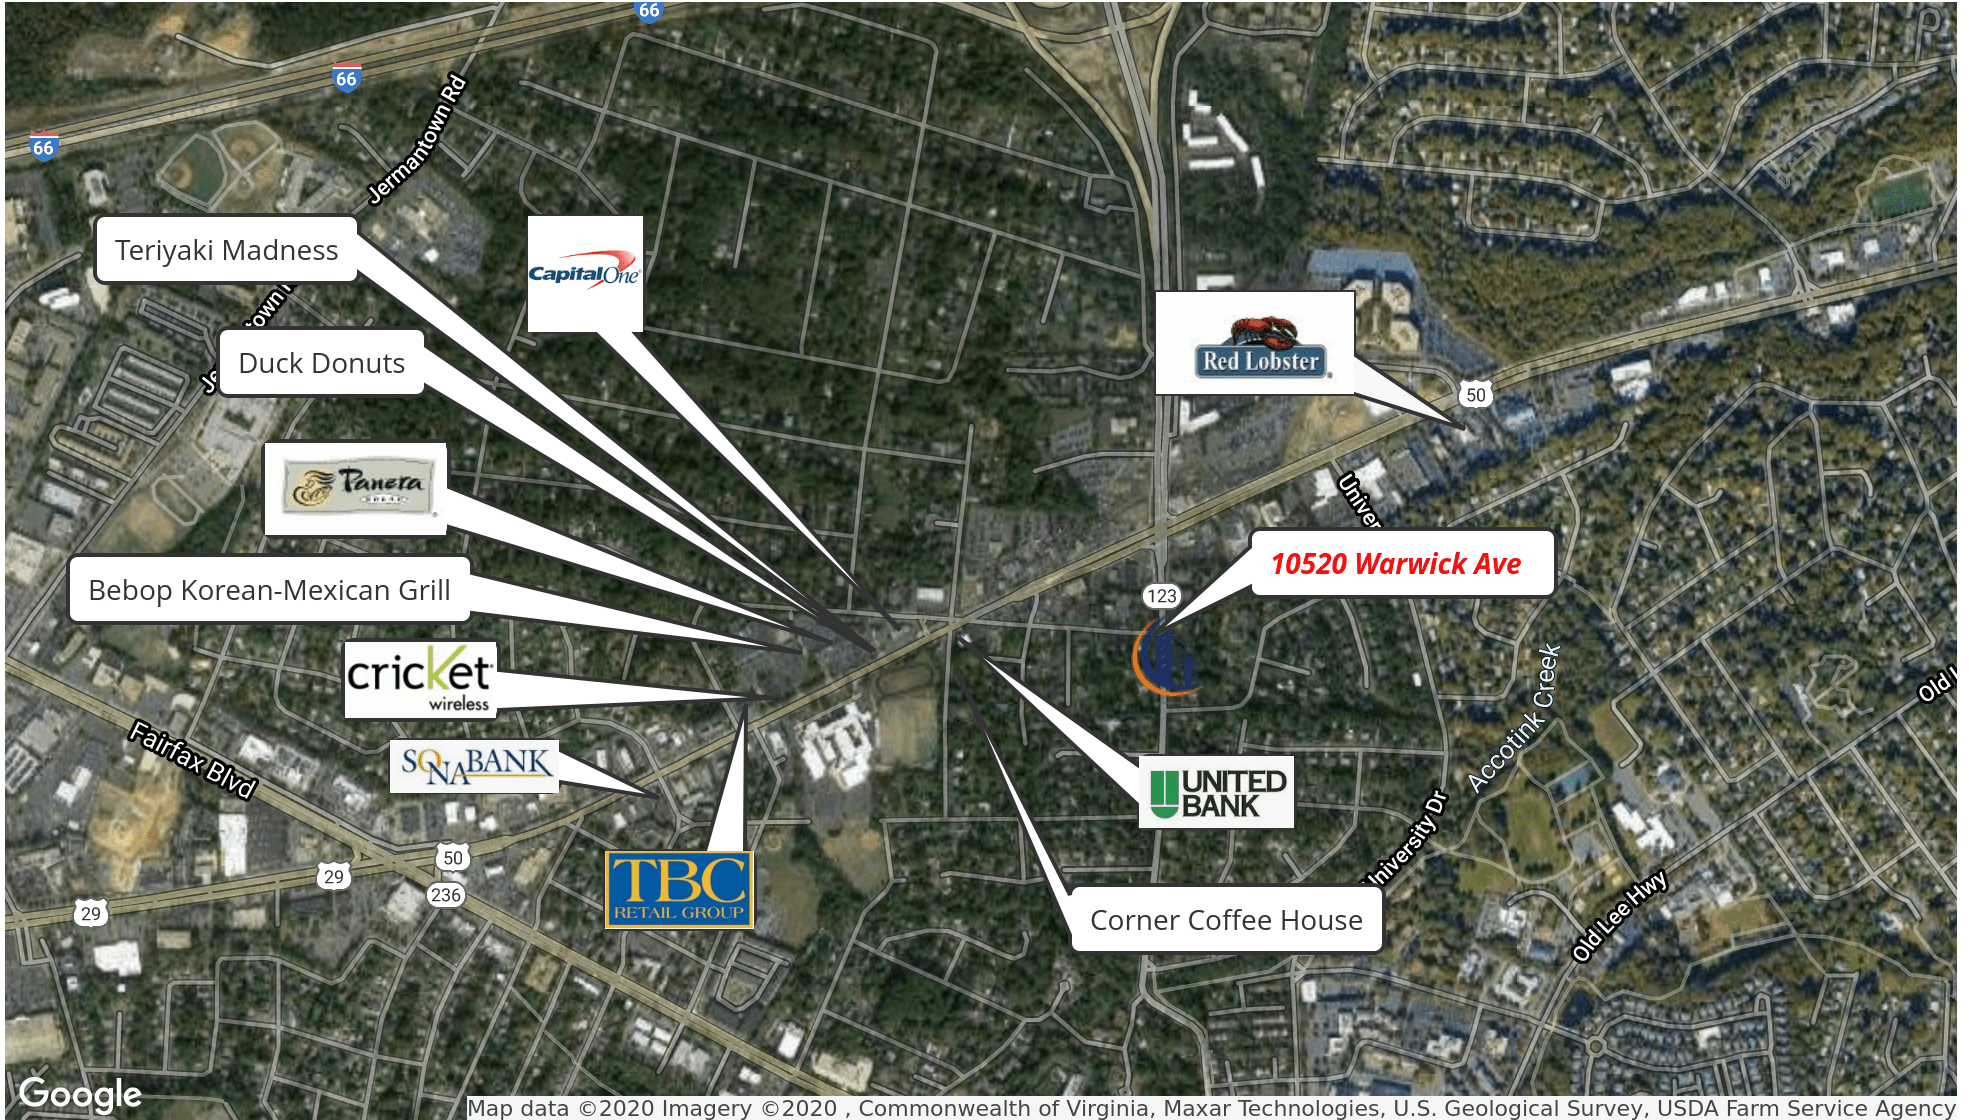 66
66
66
Jermantown Rd
Teriyaki Madness
CapitalOne
town R
Duck Donuts
Je
Red Lobster
50
Panera
BREAD
Univer
10520 Warwick Ave
123
Bebop Korean-Mexican Grill
cricket
wireless
Accotink Creek
Old L
Fairfax Blvd
SONABANK
UNITED
BANK
University Dr
50
29
236
29
TBC
RETAIL GROUP
Corner Coffee House
Old Lee Hwy
Google
Map data ©2020 Imagery ©2020 , Commonwealth of Virginia, Maxar Technologies, U.S. Geological Survey, USDA Farm Service Agency